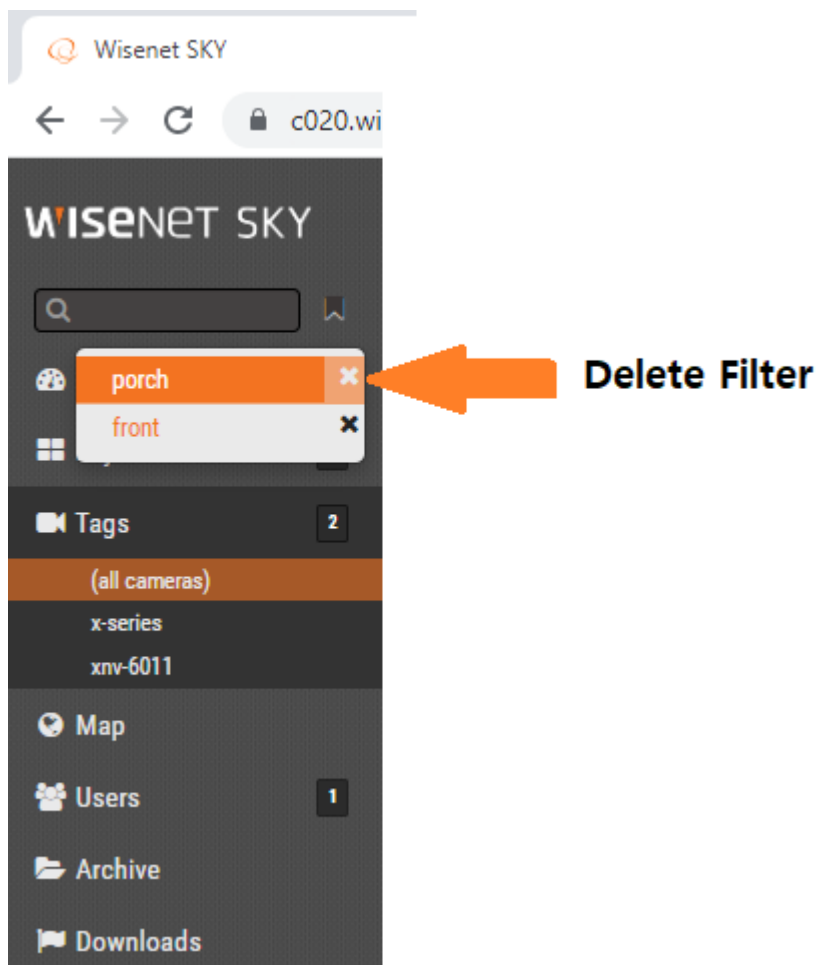 Wisenet SKY
c020.wi
WISENET SKY
porch
front
Delete Filter
Tags 2
(all cameras)
x-series
xnv-6011
Map
Users 1
Archive
Downloads